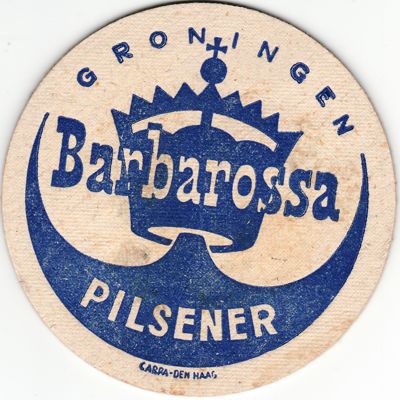 GRONINGEN
Barbarossa
PILSENER
CARRA-DEN HAAG